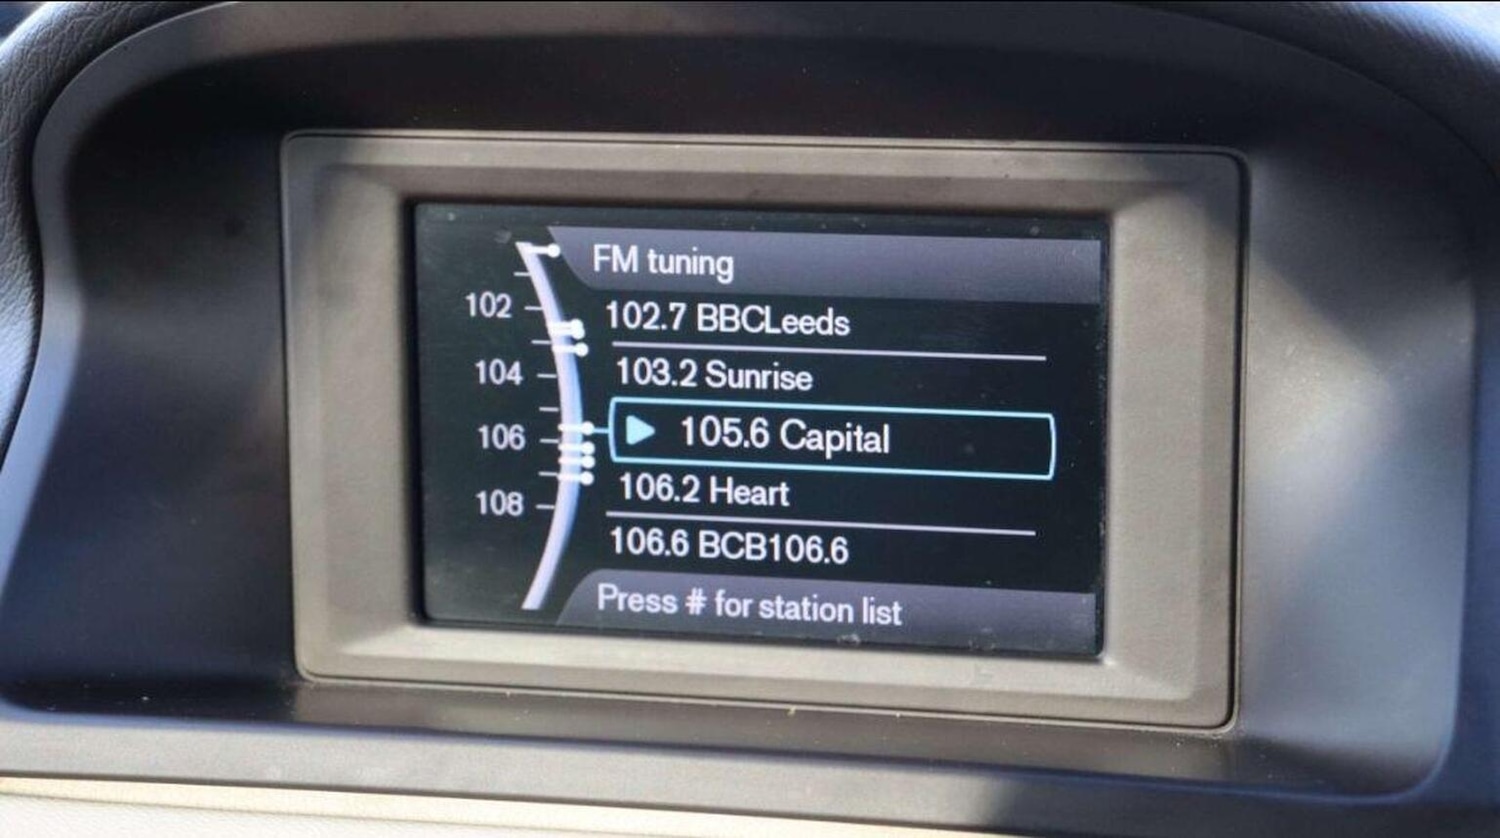 FM tuning
102
102.7 BBCLeeds
104
103.2 Sunrise
106
105.6 Capital
106.2 Heart
108
106.6 BCB106.6
Press # for station list